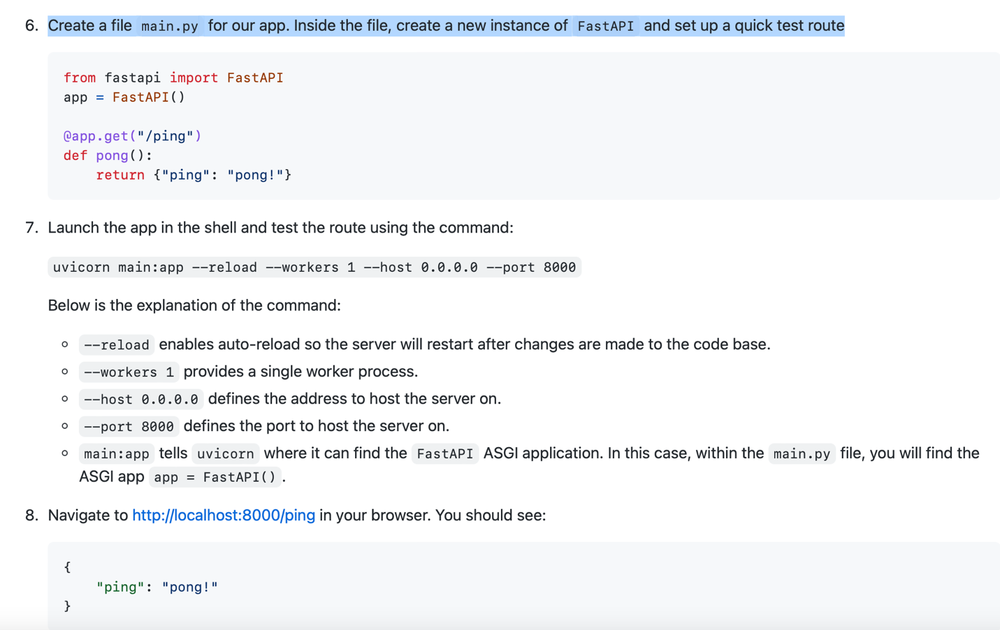 6. Create a file main.py for our app. Inside the file, create a new instance of FastAPI and set up a quick test route
from fastapi import FastAPI
app = FastAPI()
@app.get("/ping")
def pong():
    return {"ping": "pong!"}
7. Launch the app in the shell and test the route using the command:
uvicorn main:app --reload --workers 1 --host 0.0.0.0 --port 8000
Below is the explanation of the command:
--reload enables auto-reload so the server will restart after changes are made to the code base.
--workers 1 provides a single worker process.
--host 0.0.0.0 defines the address to host the server on.
--port 8000 defines the port to host the server on.
main:app tells uvicorn where it can find the FastAPI ASGI application. In this case, within the main.py file, you will find the
ASGI app app = FastAPI().
8. Navigate to http://localhost:8000/ping in your browser. You should see:
{
    "ping": "pong!"
}